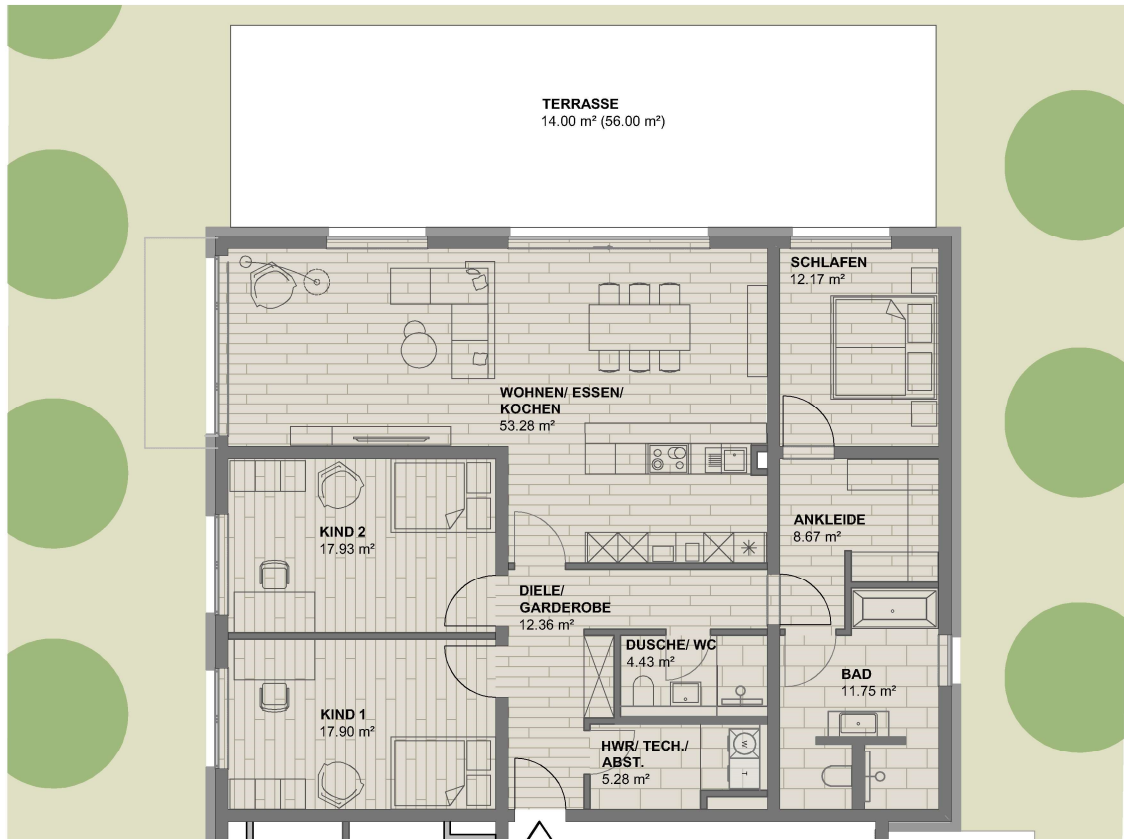 TERRASSE
14.00 m² (56.00 m²)
SCHLAFEN
12.17 m²
WOHNEN/ ESSEN/
KOCHEN
53.28 m²
KIND 2
17.93 m²
ANKLEIDE
8.67 m²
DIELE/
GARDEROBE
12.36 m²
DUSCHE/ WC
4.43 m²
BAD
11.75 m²
KIND 1
17.90 m²
HWR/ TECH./
ABST.
5.28 m²
W
T